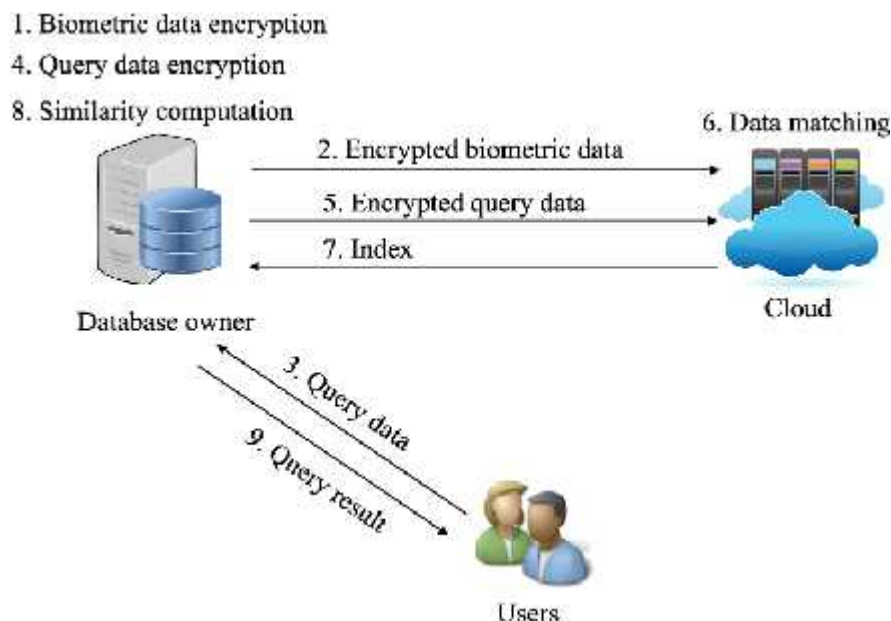 1. Biometric data encryption
4. Query data encryption
8. Similarity computation
6. Data matching
2. Encrypted biometric data
5. Encrypted query data
7. Index
Database owner
Cloud
3. Query data
9. Query result
Users